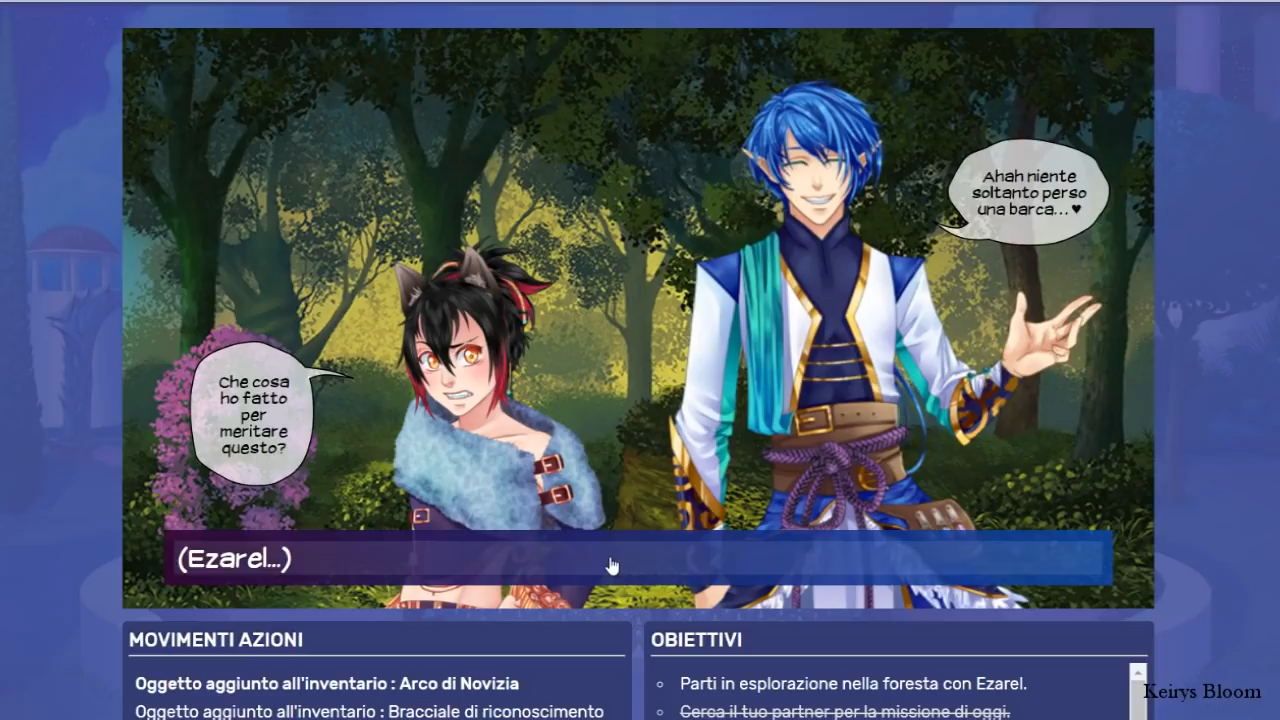 Ahah niente
soltanto perso
una barca...♥
Che cosa
ho fatto
per
meritare
questo?
(Ezarel...)
MOVIMENTI AZIONI
Oggetto aggiunto all'inventario : Arco di Novizia
Oggetto aggiunto all'inventario : Bracciale di riconoscimento
OBIETTIVI
Parti in esplorazione nella foresta con Ezarel.
Cerca il tuo partner per la missione di oggi.
Keirys Bloom